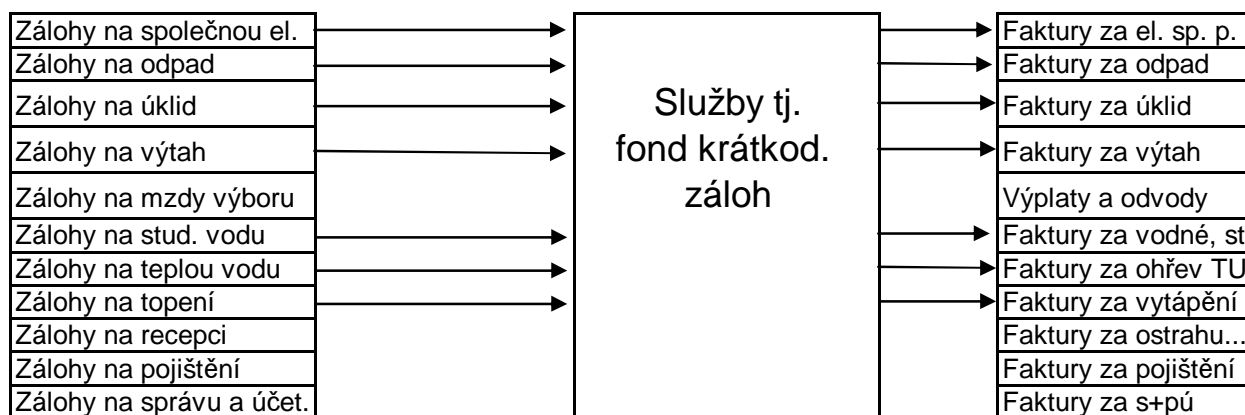 Zálohy na společnou el.
Zálohy na odpad
Zálohy na úklid
Zálohy na výtah
Zálohy na mzdy výboru
Zálohy na stud. vodu
Zálohy na teplou vodu
Zálohy na topení
Zálohy na recepci
Zálohy na pojištění
Zálohy na správu a účet.
Služby tj.
fond krátkod.
záloh
Faktury za el. sp. p.
Faktury za odpad
Faktury za úklid
Faktury za výtah
Výplaty a odvody
Faktury za vodné, st
Faktury za ohřev TU
Faktury za vytápění
Faktury za ostrahu...
Faktury za pojištění
Faktury za s+pú